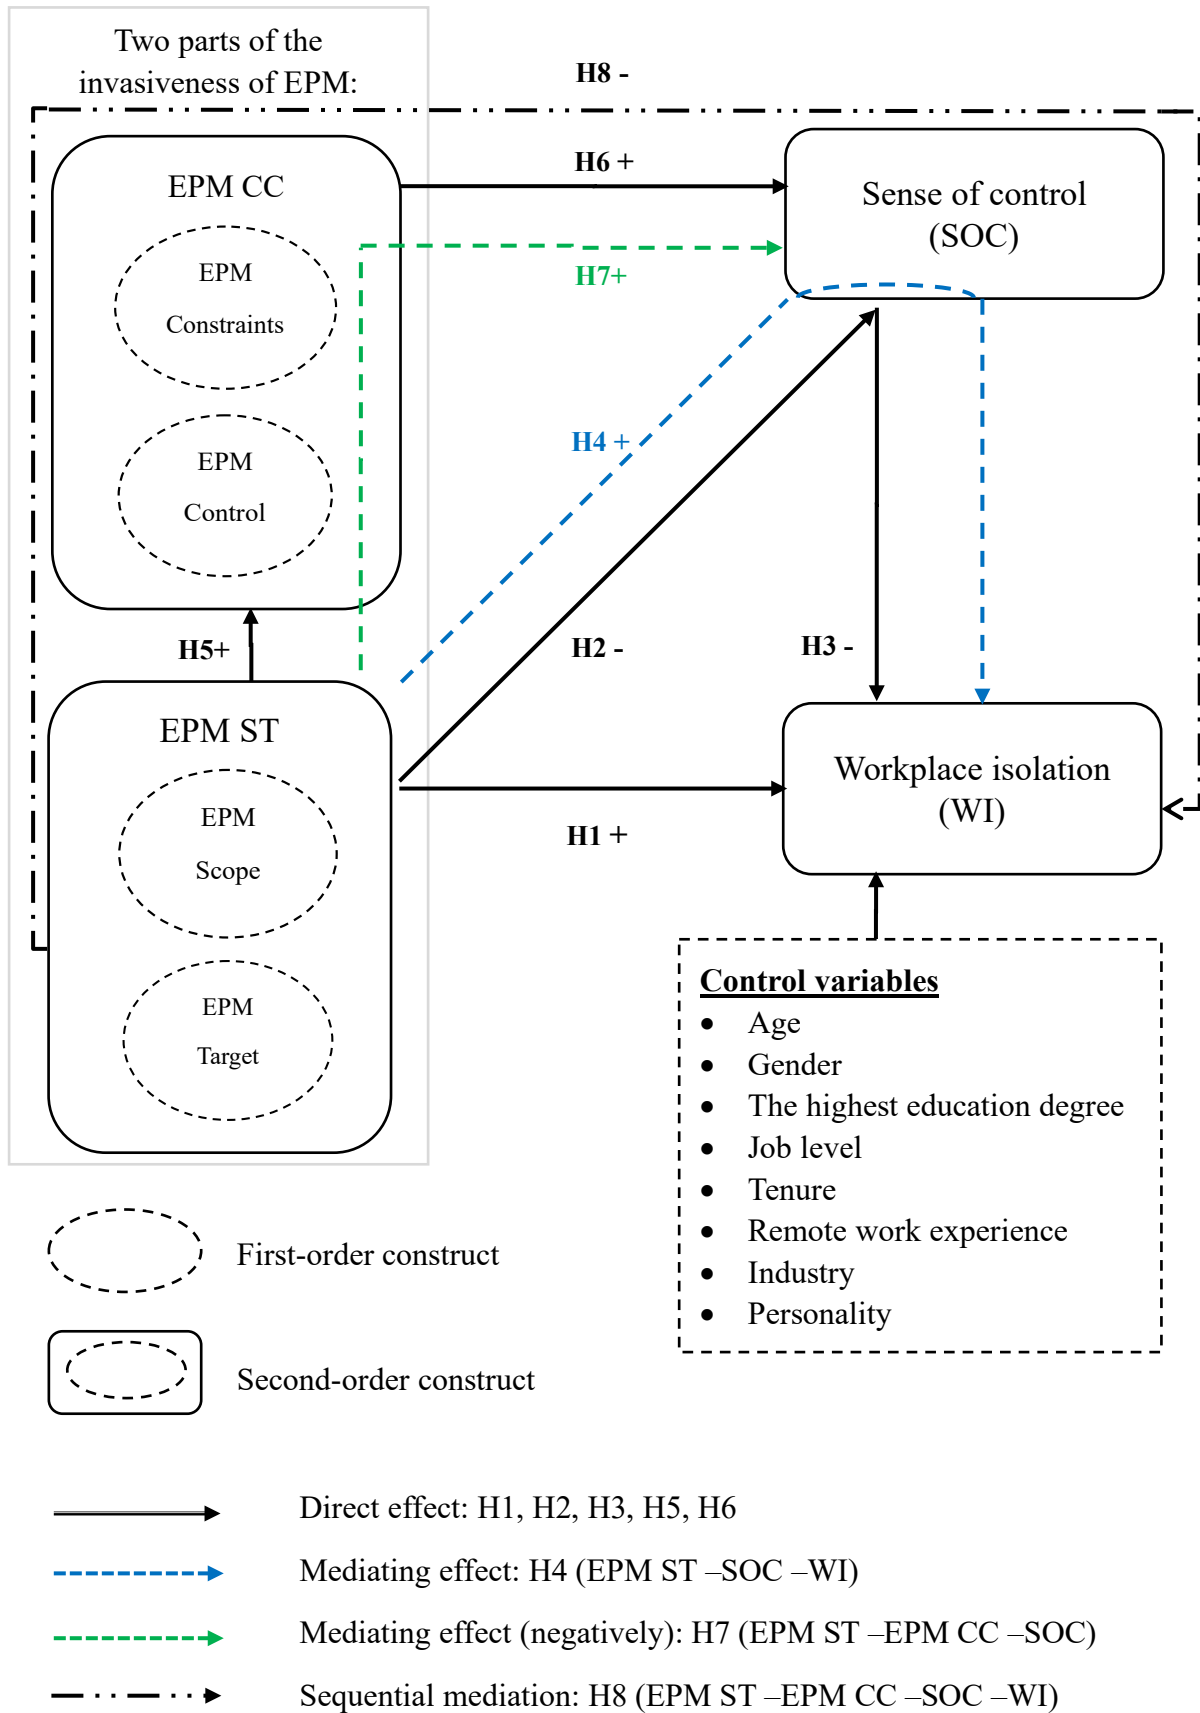 Two parts of the
invasiveness of EPM:
H8 -
EPM CC
EPM
Constraints
EPM
Control
H6 +
H7+
Sense of control
(SOC)
H4 +
H5+
H2 -
H3 -
EPM ST
EPM
Scope
EPM
Target
H1 +
Workplace isolation
(WI)
Control variables
• Age
• Gender
• The highest education degree
• Job level
• Tenure
• Remote work experience
• Industry
• Personality
First-order construct
Second-order construct
Direct effect: H1, H2, H3, H5, H6
Mediating effect: H4 (EPM ST –SOC –WI)
Mediating effect (negatively): H7 (EPM ST –EPM CC –SOC)
Sequential mediation: H8 (EPM ST –EPM CC –SOC –WI)